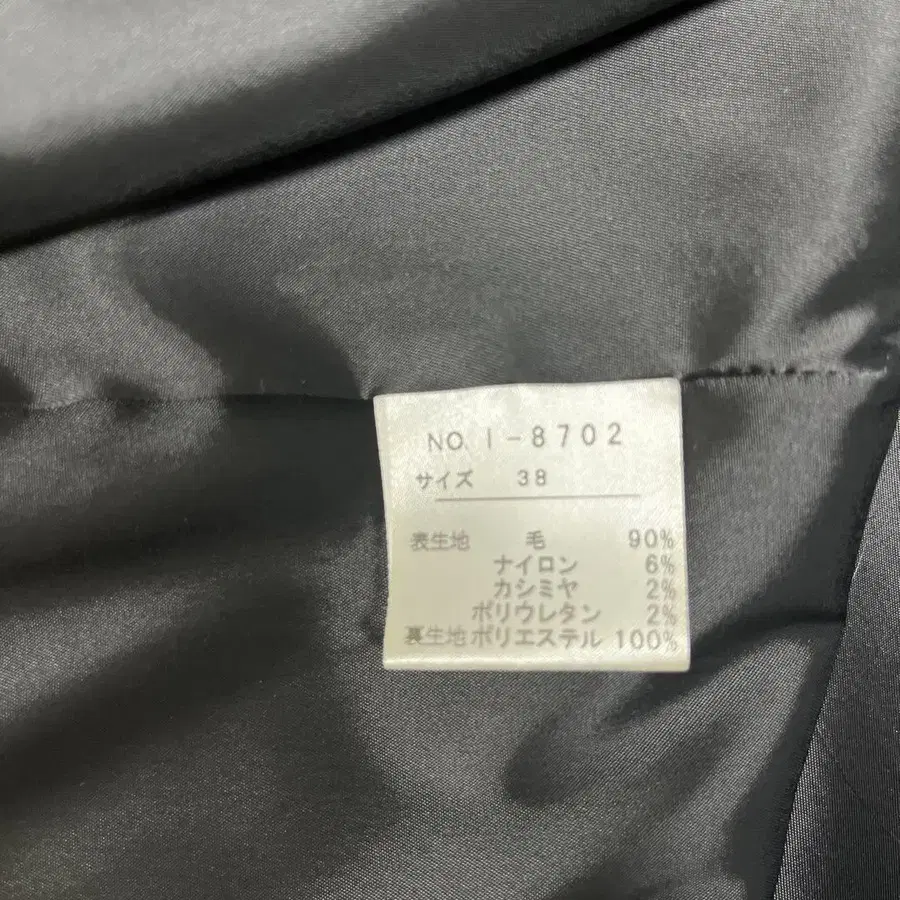 NO. I-8702
サイズ 38
表生地 毛 90%
ナイロン 6%
カシミヤ 2%
ポリウレタン 2%
裏生地 ポリエステル 100%